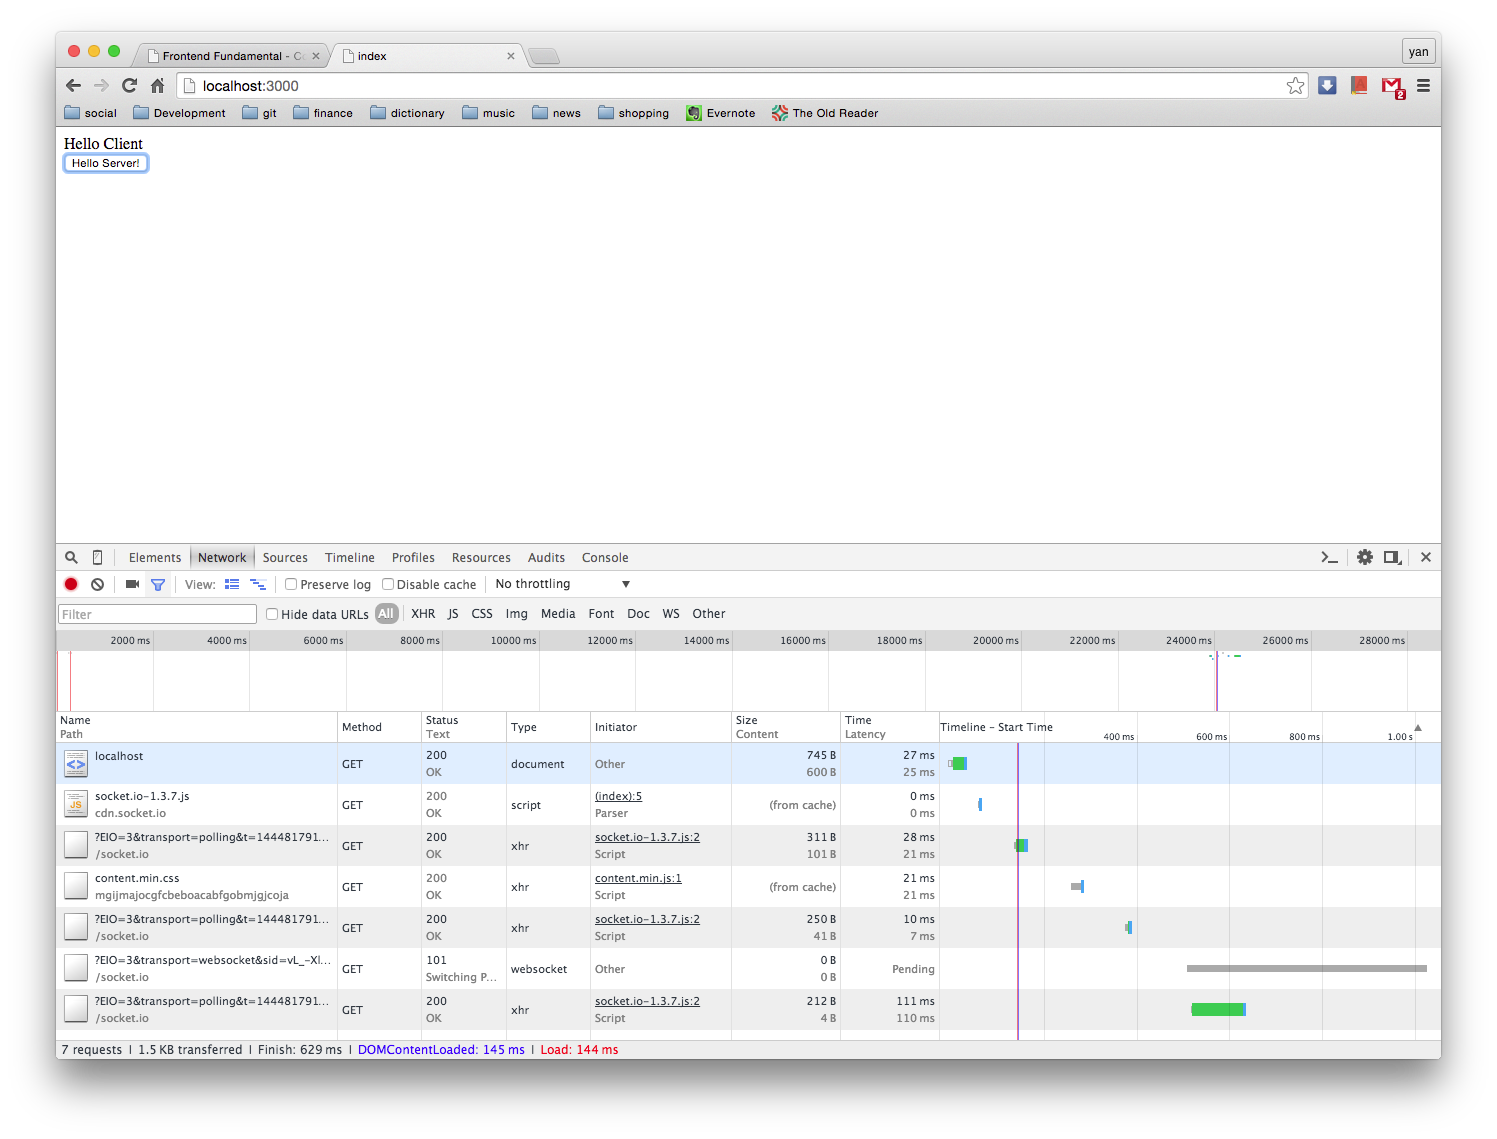 Frontend Fundamental - Co
index
yan
localhost:3000
social Development git finance dictionary music news shopping Evernote The Old Reader
2
Hello Client
Hello Server!
Elements Network Sources Timeline Profiles Resources Audits Console
View: Preserve log Disable cache No throttling
Filter Hide data URLs All XHR JS CSS Img Media Font Doc WS Other
2000 ms 4000 ms 6000 ms 8000 ms 10000 ms 12000 ms 14000 ms 16000 ms 18000 ms 20000 ms 22000 ms 24000 ms 26000 ms 28000 ms
Name Path Method Status Text Type Initiator Size Content Time Latency Timeline – Start Time 400 ms 600 ms 800 ms 1.00 s
localhost GET 200 OK document Other 745 B 600 B 27 ms 25 ms
JS socket.io-1.3.7.js cdn.socket.io GET 200 OK script (index):5 Parser (from cache) 0 ms 0 ms
?EIO=3&transport=polling&t=144481791... /socket.io GET 200 OK xhr socket.io-1.3.7.js:2 Script 311 B 101 B 28 ms 21 ms
content.min.css mgijmajocgfcbeboacabfgobmjgjcoja GET 200 OK xhr content.min.js:1 Script (from cache) 21 ms 21 ms
?EIO=3&transport=polling&t=144481791... /socket.io GET 200 OK xhr socket.io-1.3.7.js:2 Script 250 B 41 B 10 ms 7 ms
?EIO=3&transport=websocket&sid=vL_-Xl... /socket.io GET 101 Switching P... websocket Other 0 B 0 B Pending
?EIO=3&transport=polling&t=144481791... /socket.io GET 200 OK xhr socket.io-1.3.7.js:2 Script 212 B 4 B 111 ms 110 ms
7 requests | 1.5 KB transferred | Finish: 629 ms | DOMContentLoaded: 145 ms | Load: 144 ms